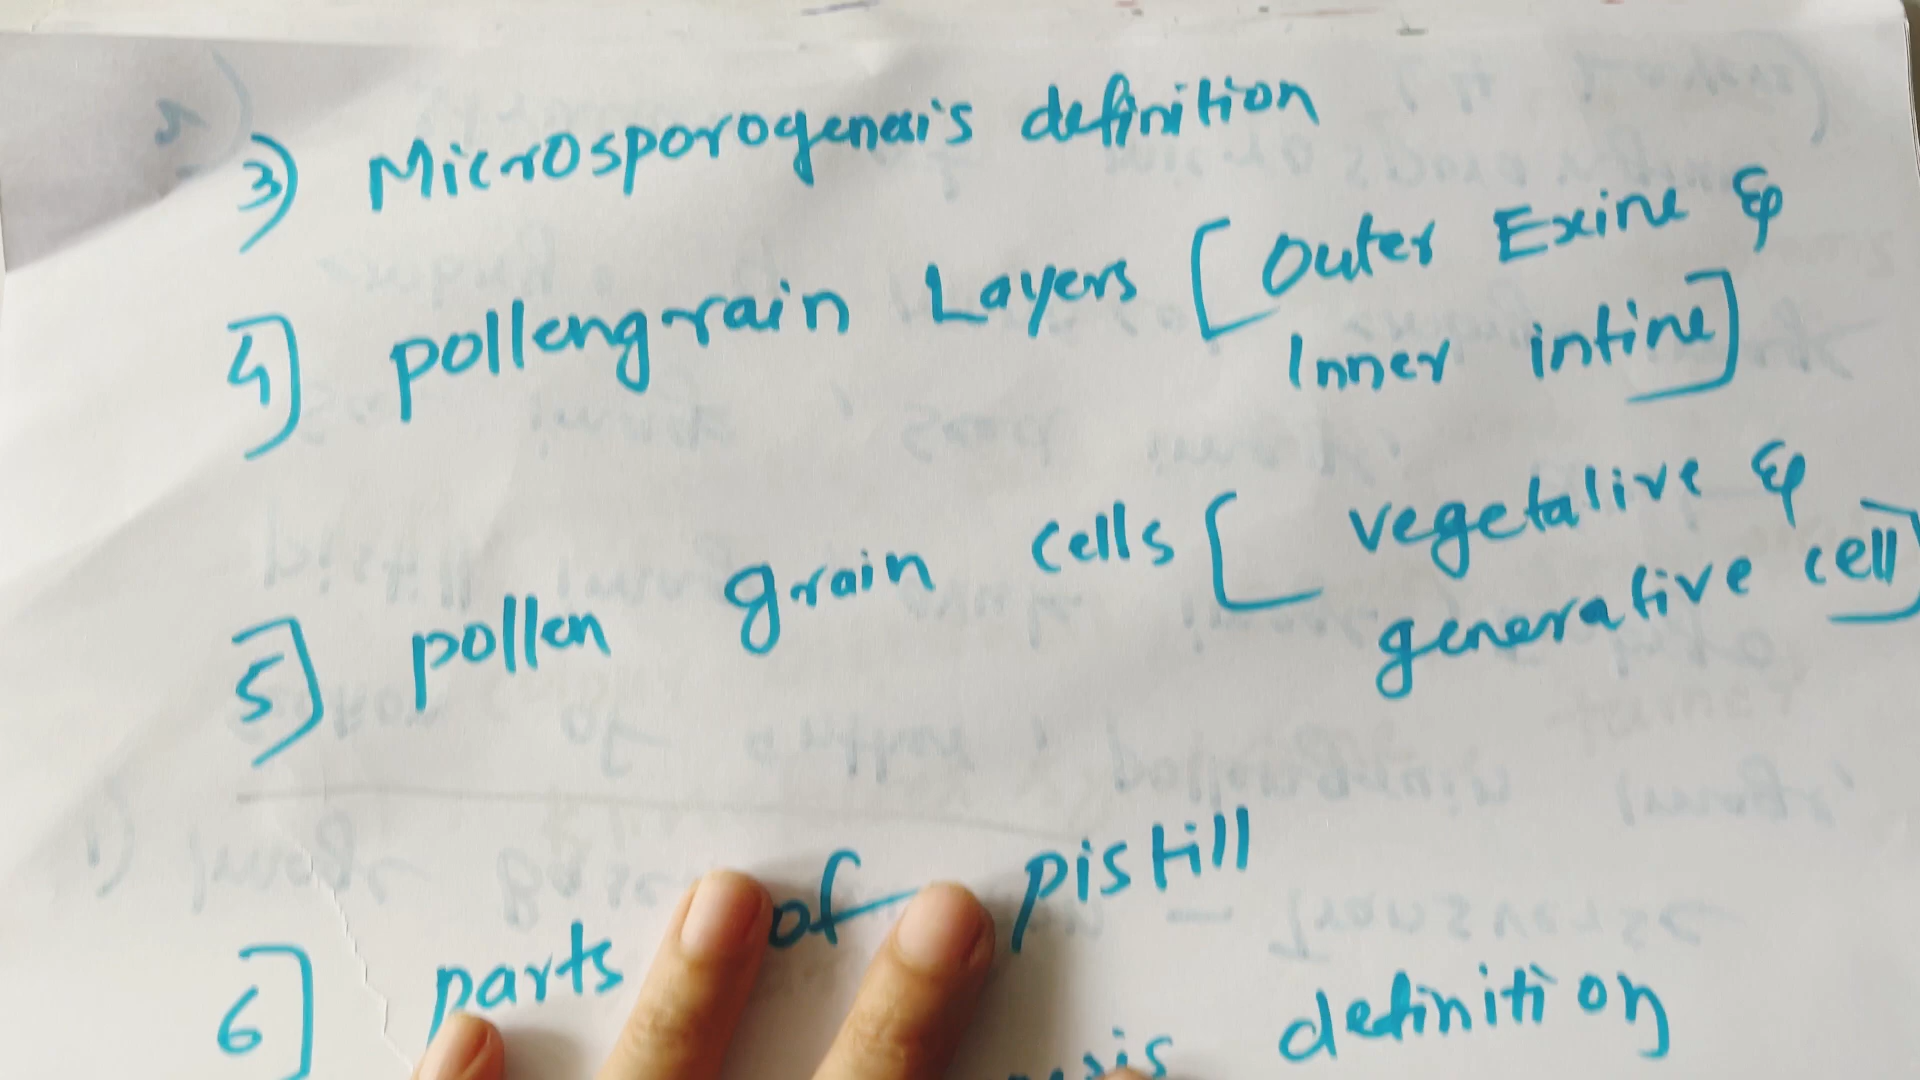 3) Microsporogenesis definition
4] pollengrain Layers [Outer Exine &
Inner intine]
5] pollen grain cells [vegetative &
generative cell]
6] parts of pistill
definition